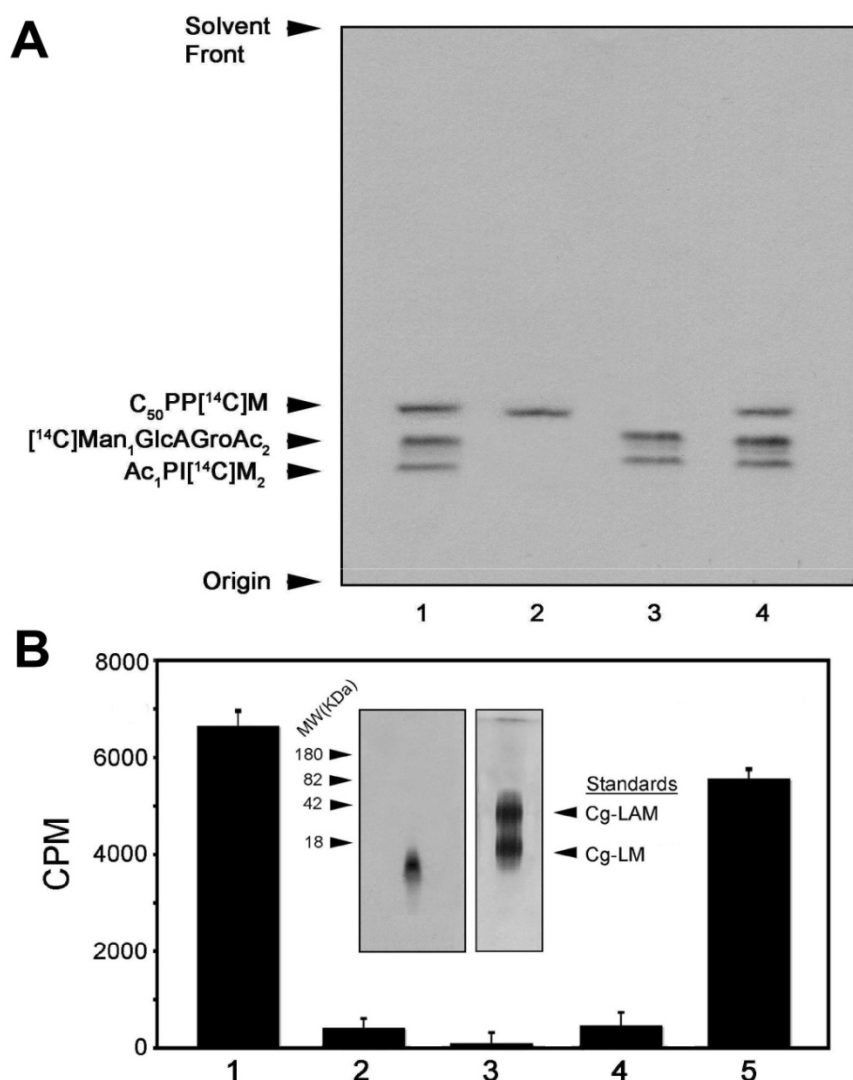 A
Solvent
Front
C₅₀PP[¹⁴C]M
[¹⁴C]Man₁GlcAGroAc₂
Ac₁PI[¹⁴C]M₂
Origin
1 2 3 4
B
8000
6000
4000
2000
0
CPM
MW(KDa)
180
82
42
18
Standards
Cg-LAM
Cg-LM
1 2 3 4 5